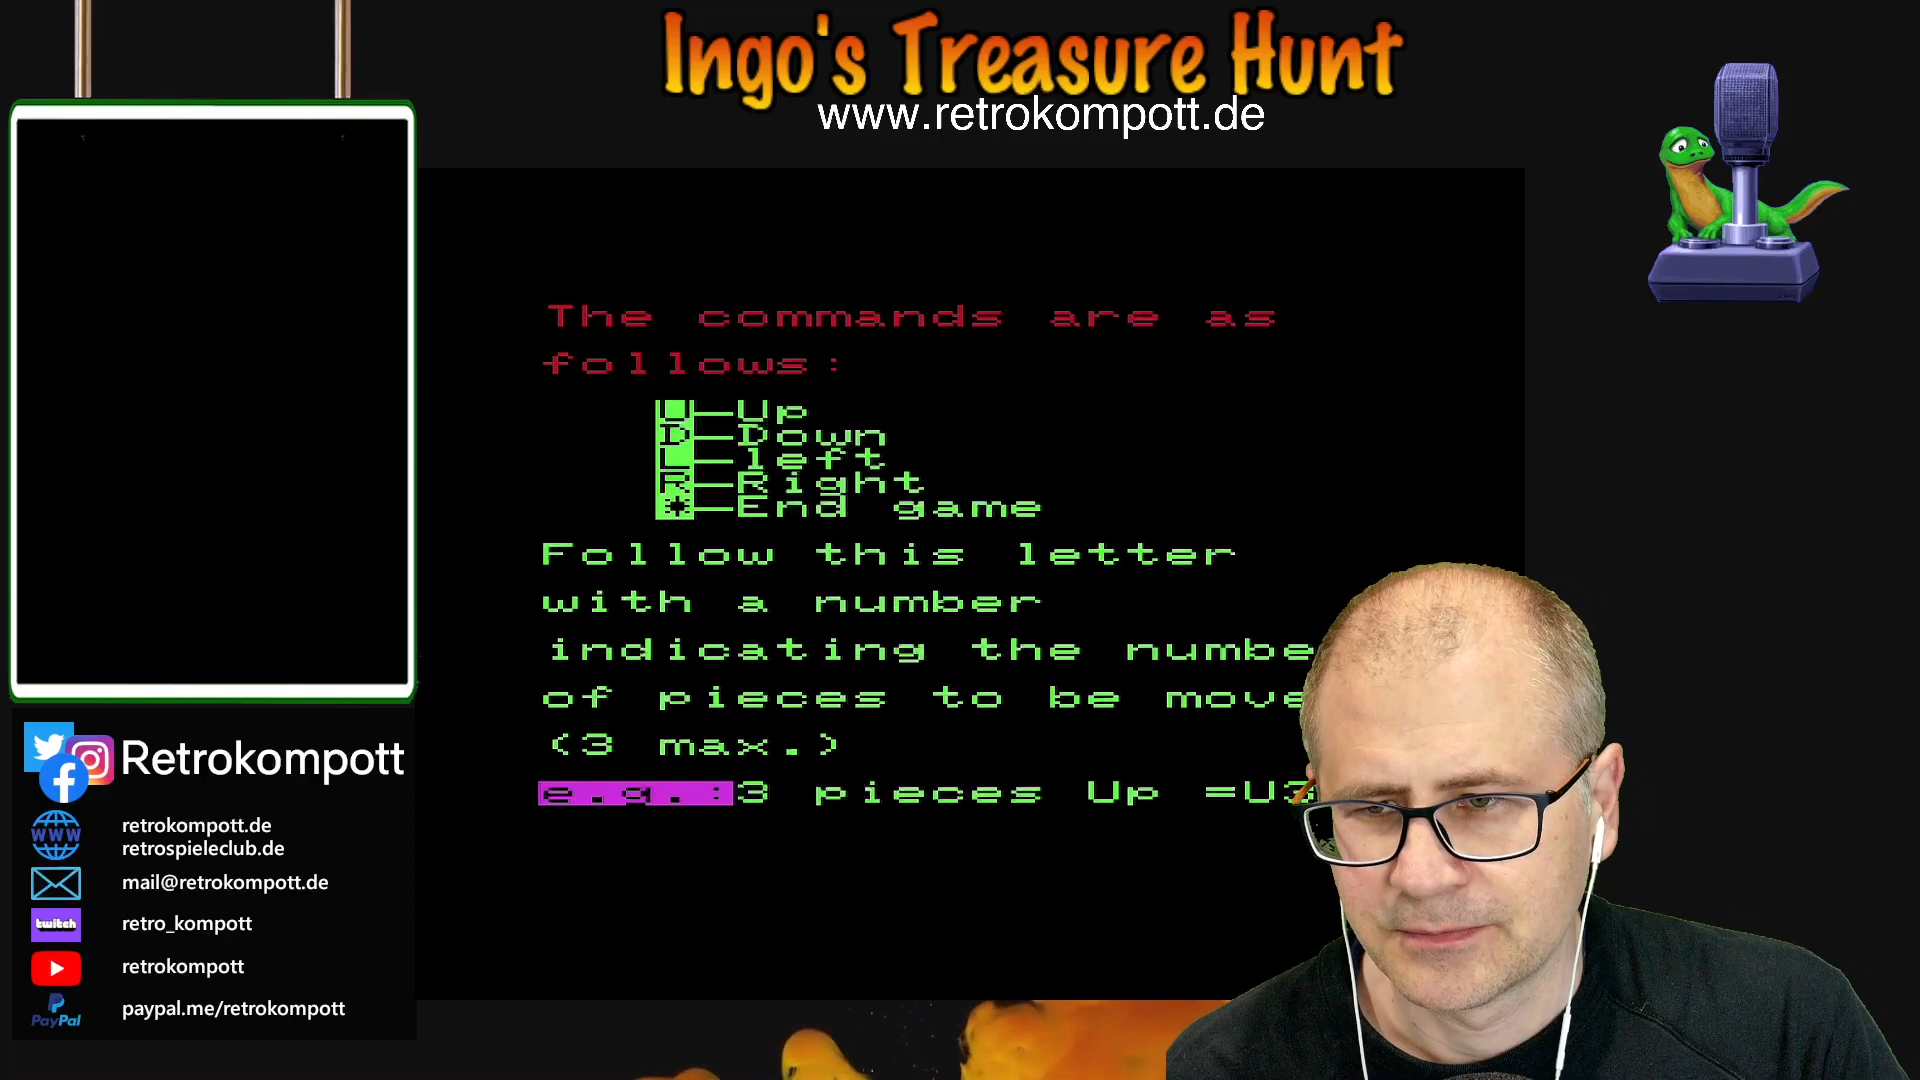 Ingo's Treasure Hunt
www.retrokompott.de
The commands are as
follows:
U—Up
D—Down
L—left
R—Right
*—End game
Follow this letter
with a number
indicating the numbe
of pieces to be move
(3 max.)
e.g.:3 pieces Up =U3
Retrokompott
www
retrokompott.de
retrospieleclub.de
mail@retrokompott.de
twitch
retro_kompott
retrokompott
PayPal
paypal.me/retrokompott